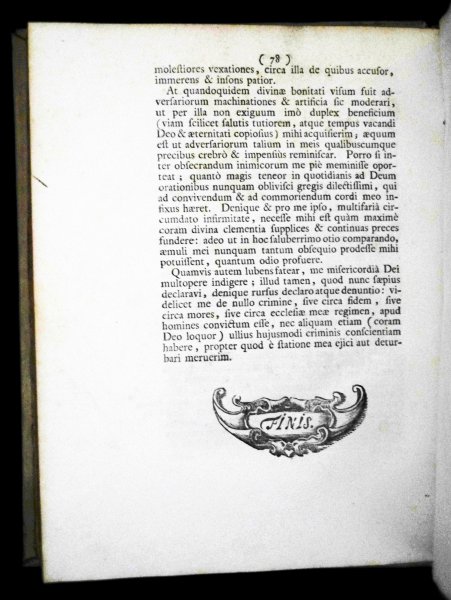 ( 78 )
moleſtiores vexationes, circa illa de quibus accuſor,
immerens & inſons patior.
At quandoquidem divinæ bonitati viſum fuit ad-
verſariorum machinationes & artificia ſic moderari,
ut per illa non exiguum imò duplex beneficium
(viam ſcilicet ſalutis tutiorem, atque tempus vacandi
Deo & æternitati copioſius) mihi acquiſierim; æquum
eſt ut adverſariorum talium in meis qualibuscumque
precibus crebrò & impenſiùs reminiſcar. Porro ſi in-
ter obſecrandum inimicorum me piè meminiſſe opor-
teat; quantò magis teneor in quotidianis ad Deum
orationibus nunquam obliviſci gregis dilectiſſimi, qui
ad convivendum & ad commoriendum cordi meo in-
fixus hæret. Denique & pro me ipſo, multifarià cir-
cumdato infirmitate, neceſſe mihi eſt quàm maximè
coram divina clementia ſupplices & continuas preces
fundere: adeo ut in hoc ſaluberrimo otio comparando,
æmuli mei nunquam tantum obſequio prodeſſe mihi
potuiſſent, quantum odio profuere.
Quamvis autem lubens fatear, me miſericordiâ Dei
multopere indigere; illud tamen, quod nunc ſæpius
declaravi, denique rurſus declaro atque denuntio: vi-
delicet me de nullo crimine, ſive circa fidem, ſive
circa mores, ſive circa eccleſiæ meæ regimen, apud
homines convictum eſſe, nec aliquam etiam (coram
Deo loquor) ullius hujuſmodi criminis conſcientiam
habere, propter quod è ſtatione mea ejici aut detur-
bari meruerim.
FINIS.